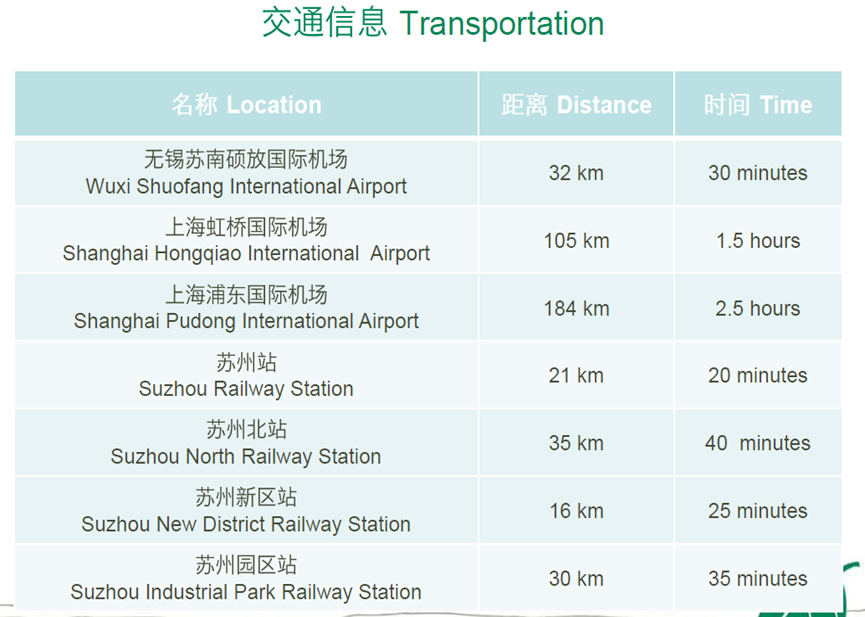 交通信息 Transportation
名称 Location
距离 Distance
时间 Time
无锡苏南硕放国际机场
Wuxi Shuofang International Airport
32 km
30 minutes
上海虹桥国际机场
Shanghai Hongqiao International  Airport
105 km
1.5 hours
上海浦东国际机场
Shanghai Pudong International Airport
184 km
2.5 hours
苏州站
Suzhou Railway Station
21 km
20 minutes
苏州北站
Suzhou North Railway Station
35 km
40  minutes
苏州新区站
Suzhou New District Railway Station
16 km
25 minutes
苏州园区站
Suzhou Industrial Park Railway Station
30 km
35 minutes